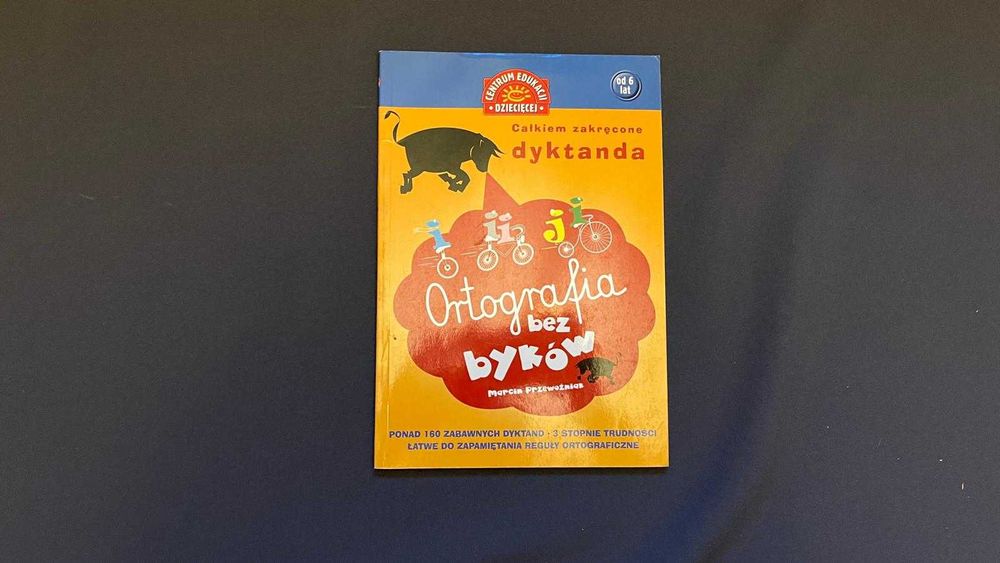 CENTRUM EDUKACJI
DZIECIĘCEJ
od 6
lat
Całkiem zakręcone
dyktanda
i ii ji
Ortografia
bez
byków
Marcin Przewoźniak
PONAD 160 ZABAWNYCH DYKTAND · 3 STOPNIE TRUDNOŚCI
ŁATWE DO ZAPAMIĘTANIA REGUŁY ORTOGRAFICZNE